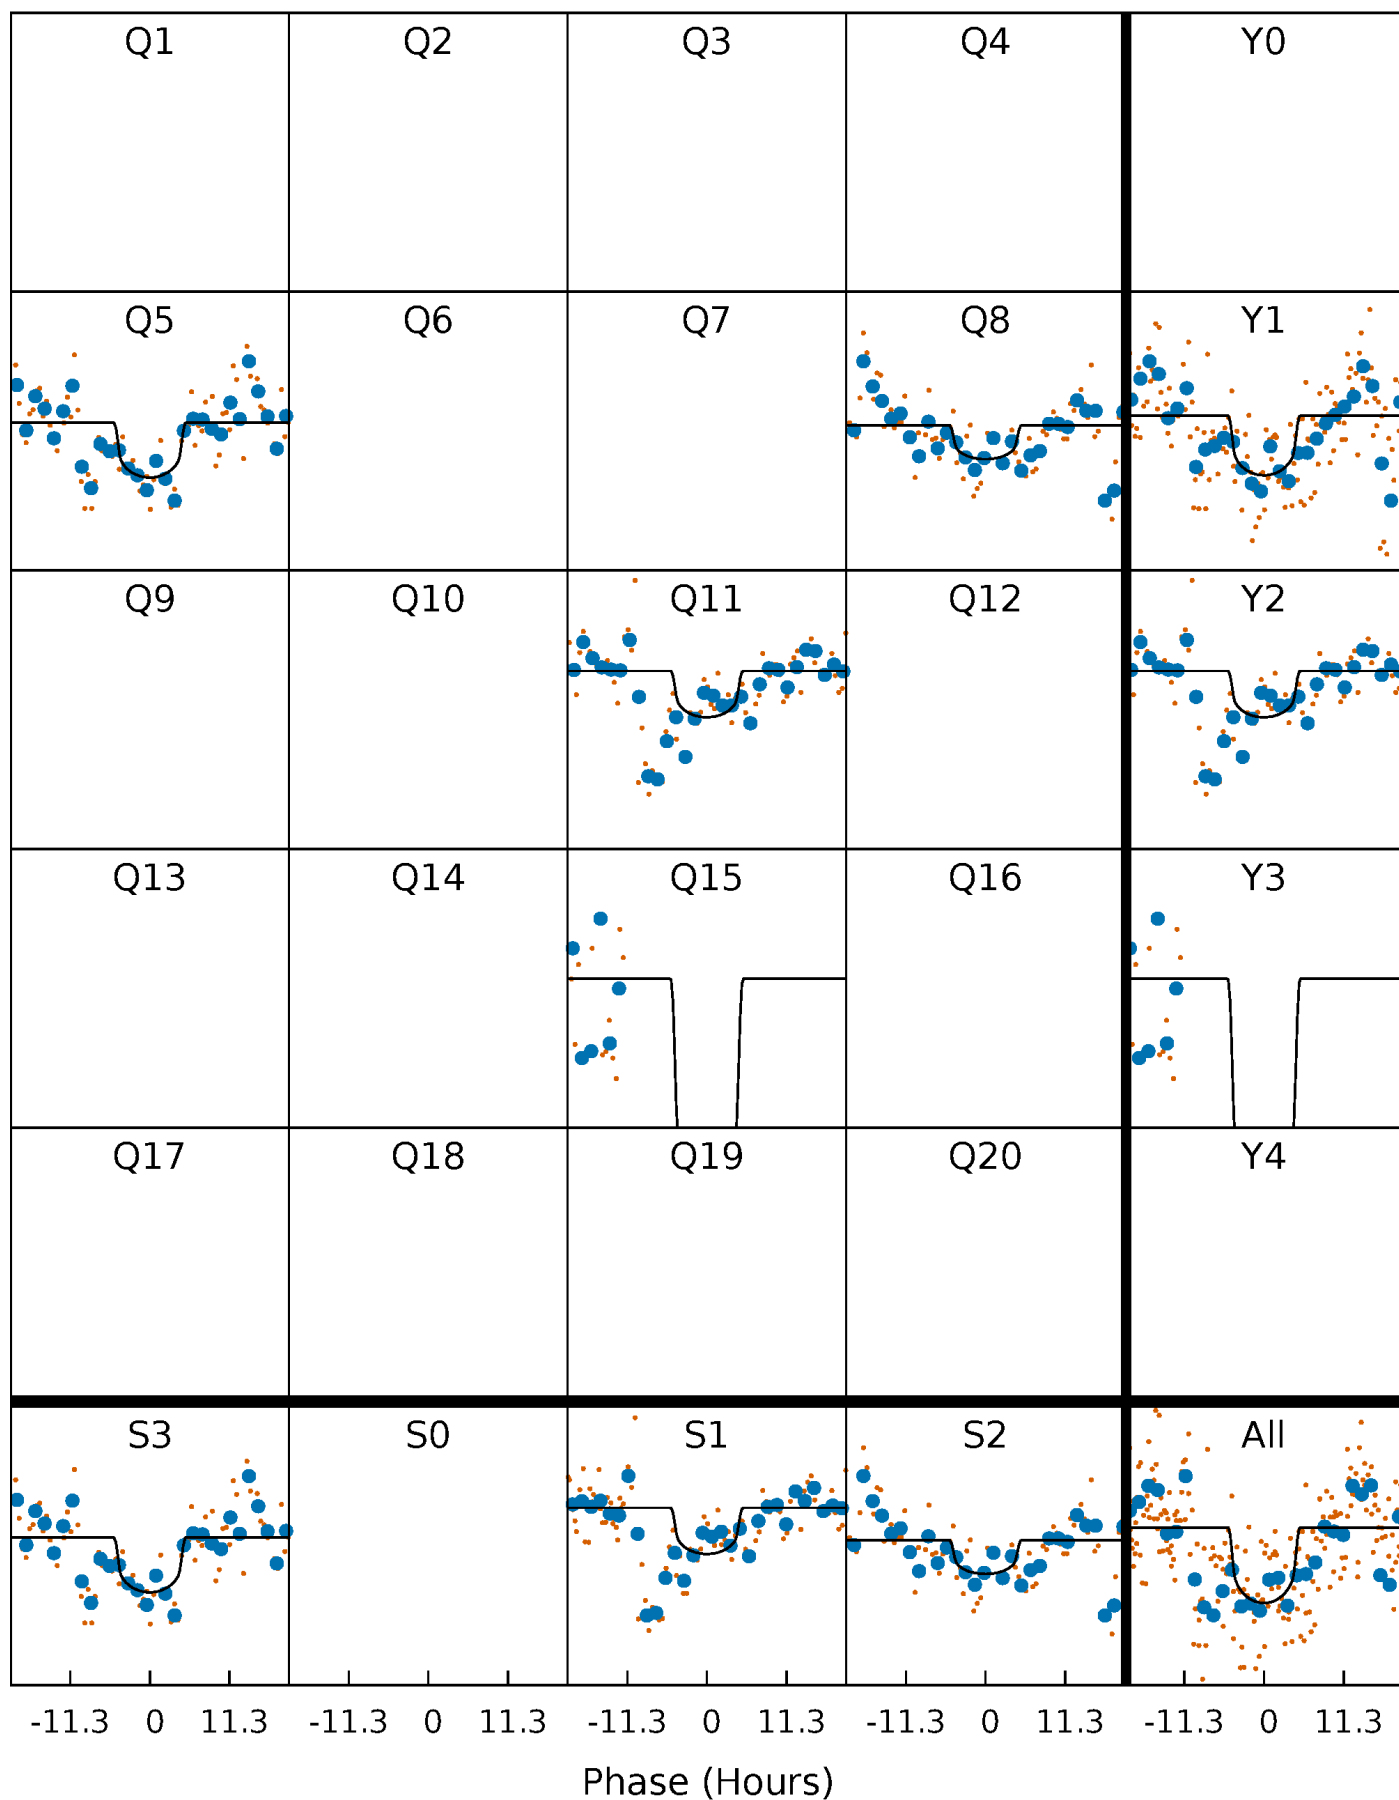 Q1 Q2 Q3 Q4 Y0
Q5 Q6 Q7 Q8 Y1
Q9 Q10 Q11 Q12 Y2
Q13 Q14 Q15 Q16 Y3
Q17 Q18 Q19 Q20 Y4
S3 S0 S1 S2 All
-11.3 0 11.3 -11.3 0 11.3 -11.3 0 11.3 -11.3 0 11.3 -11.3 0 11.3
Phase (Hours)